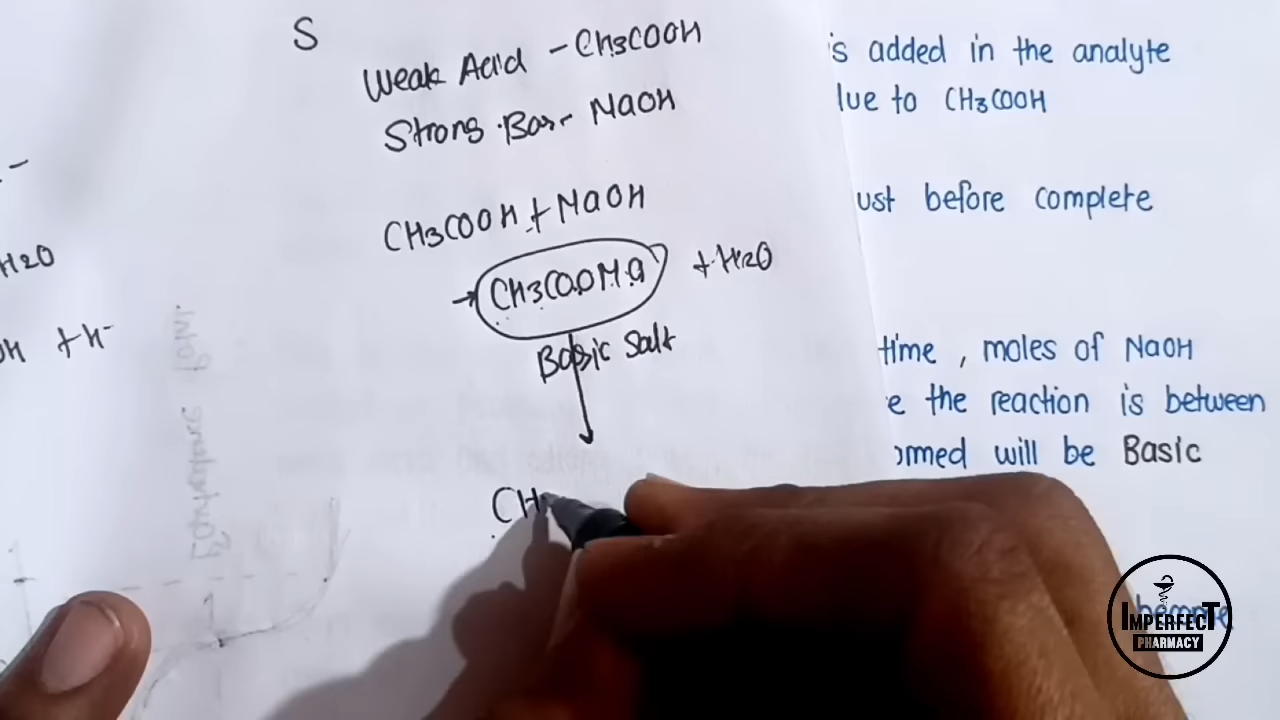 S
Weak Acid - CH3COOH
Strong Base NaOH
CH3COOH + NaOH
→ CH3COONa + H2O
Basic Salt
CH
H2O
+ H-
is added in the analyte
lue to CH3COOH
ust before complete
time, moles of NaOH
e the reaction is between
ormed will be Basic
IMPERFECT
PHARMACY